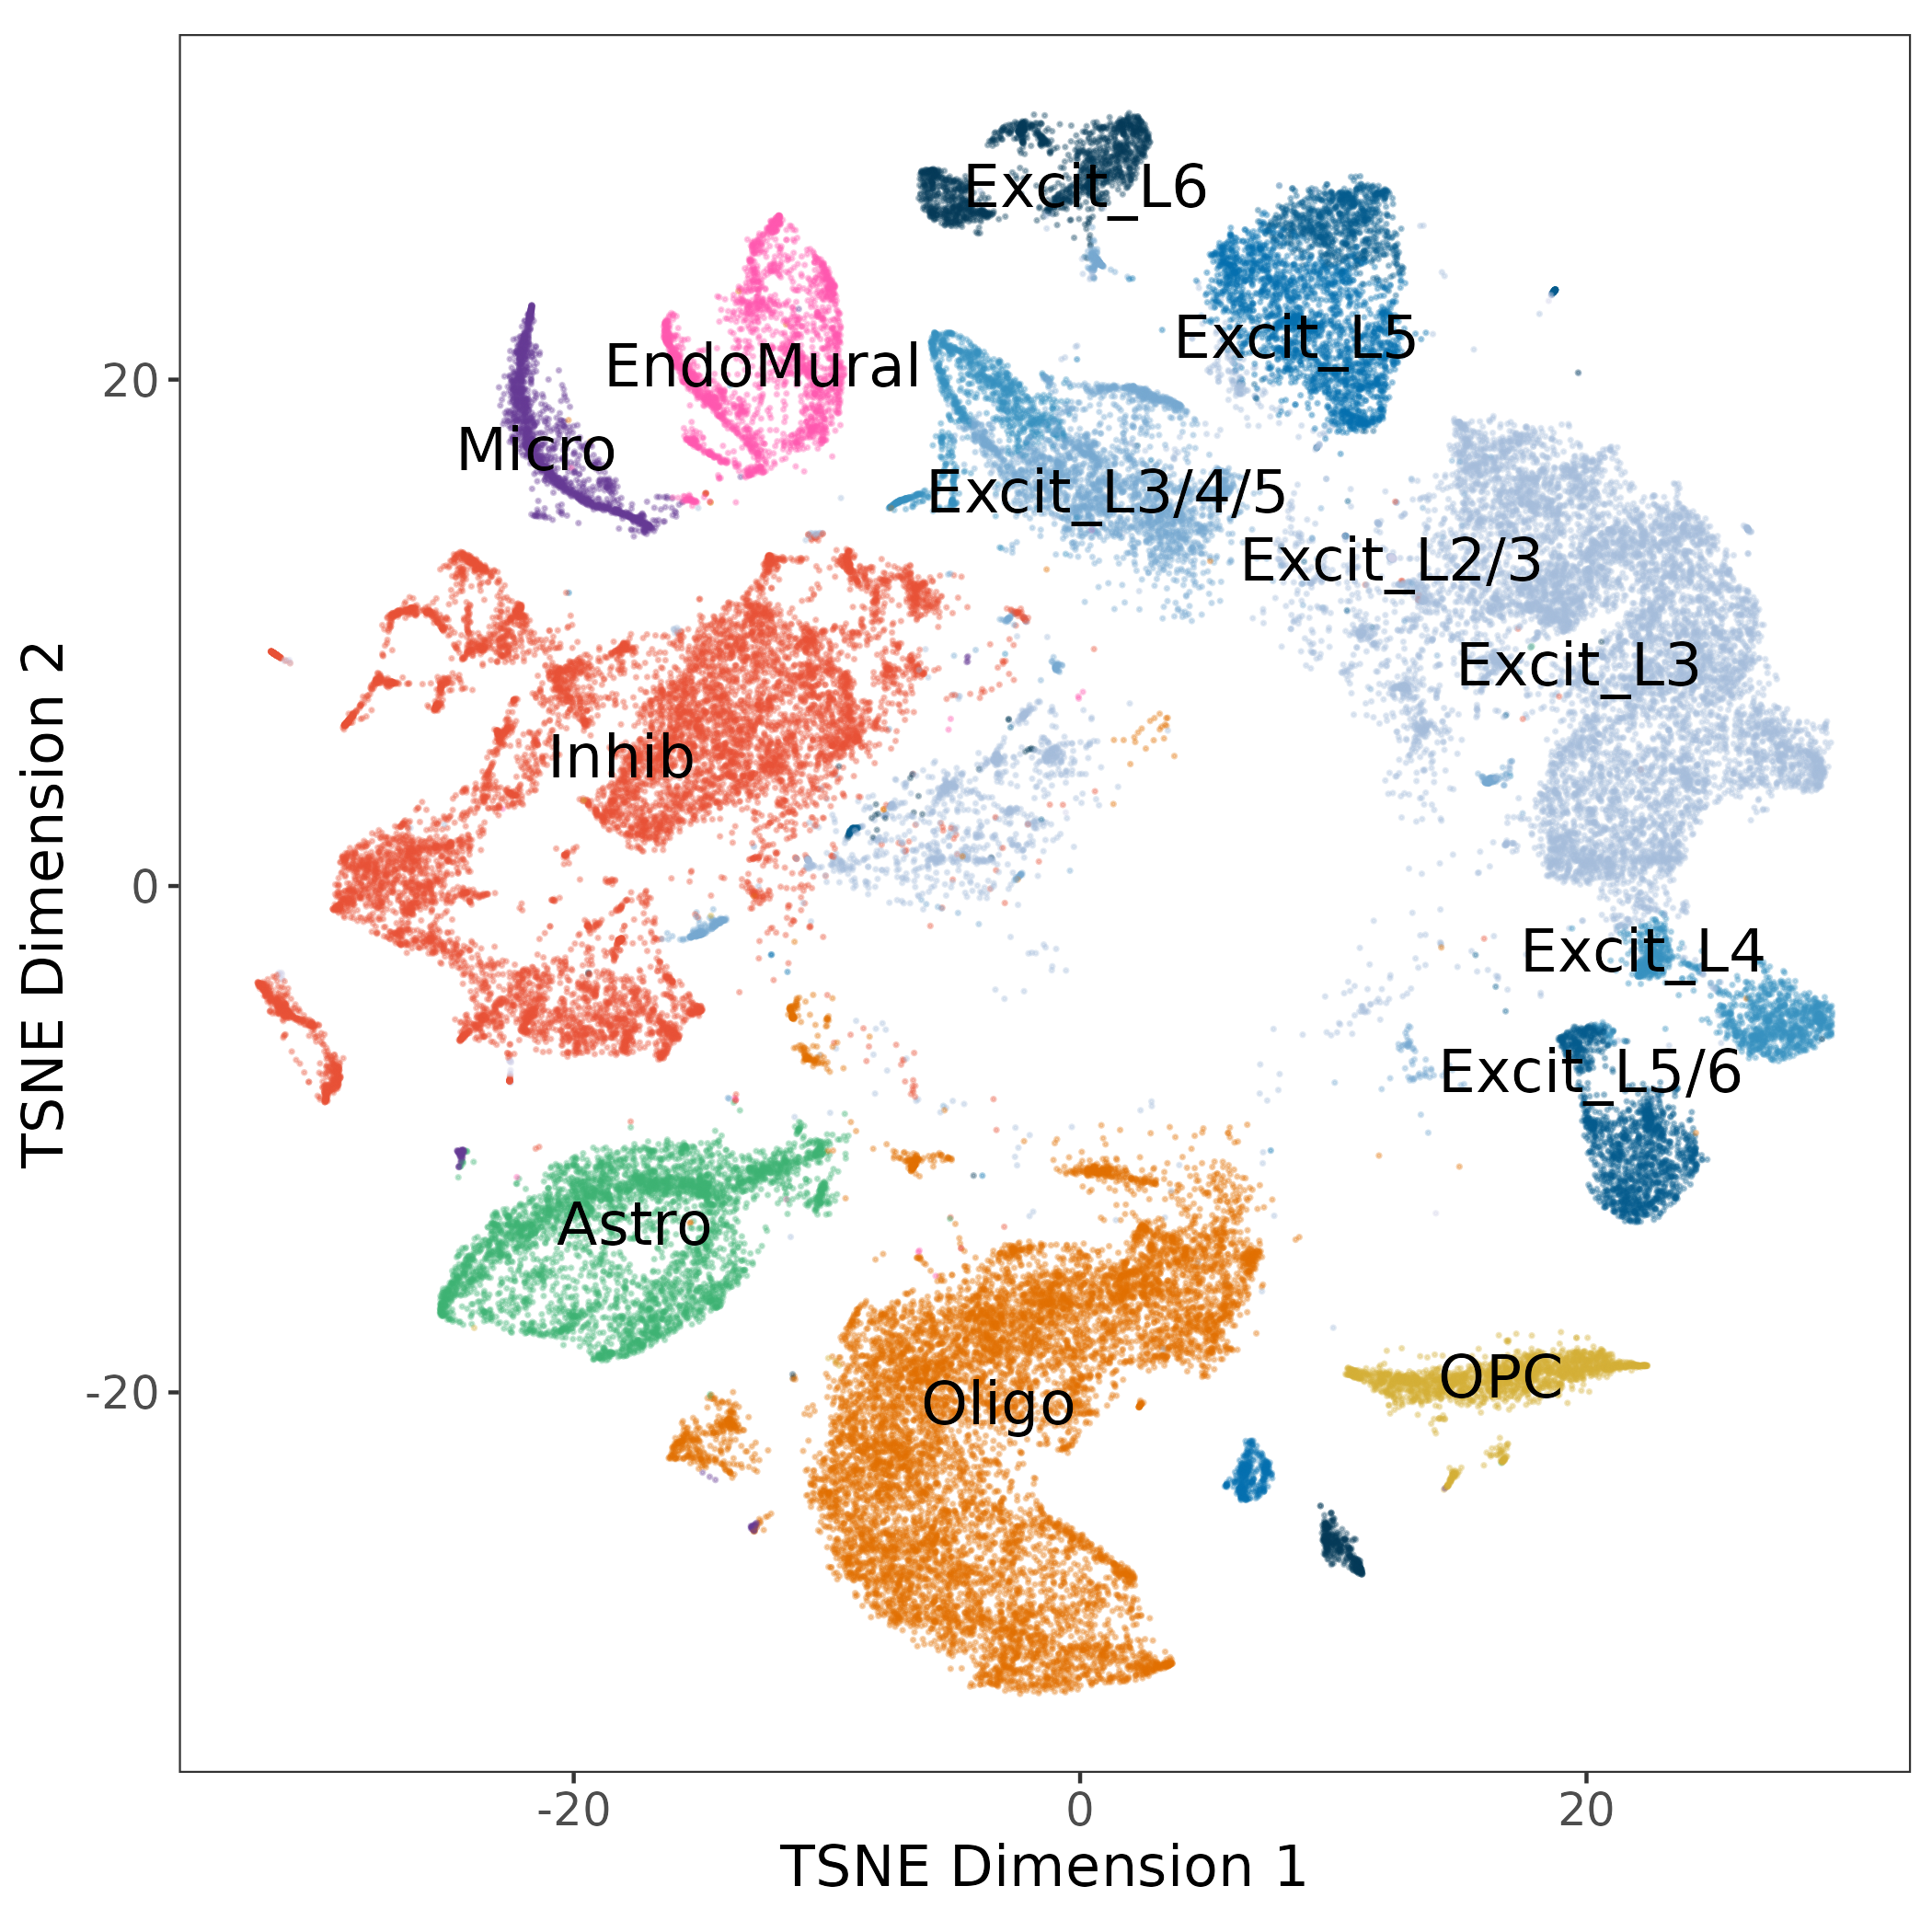 Excit_L6
Excit_L5
EndoMural
Micro
Excit_L3/4/5
Excit_L2/3
Excit_L3
Inhib
Excit_L4
Excit_L5/6
Astro
OPC
Oligo
20
0
-20
-20
0
20
TSNE Dimension 1
TSNE Dimension 2